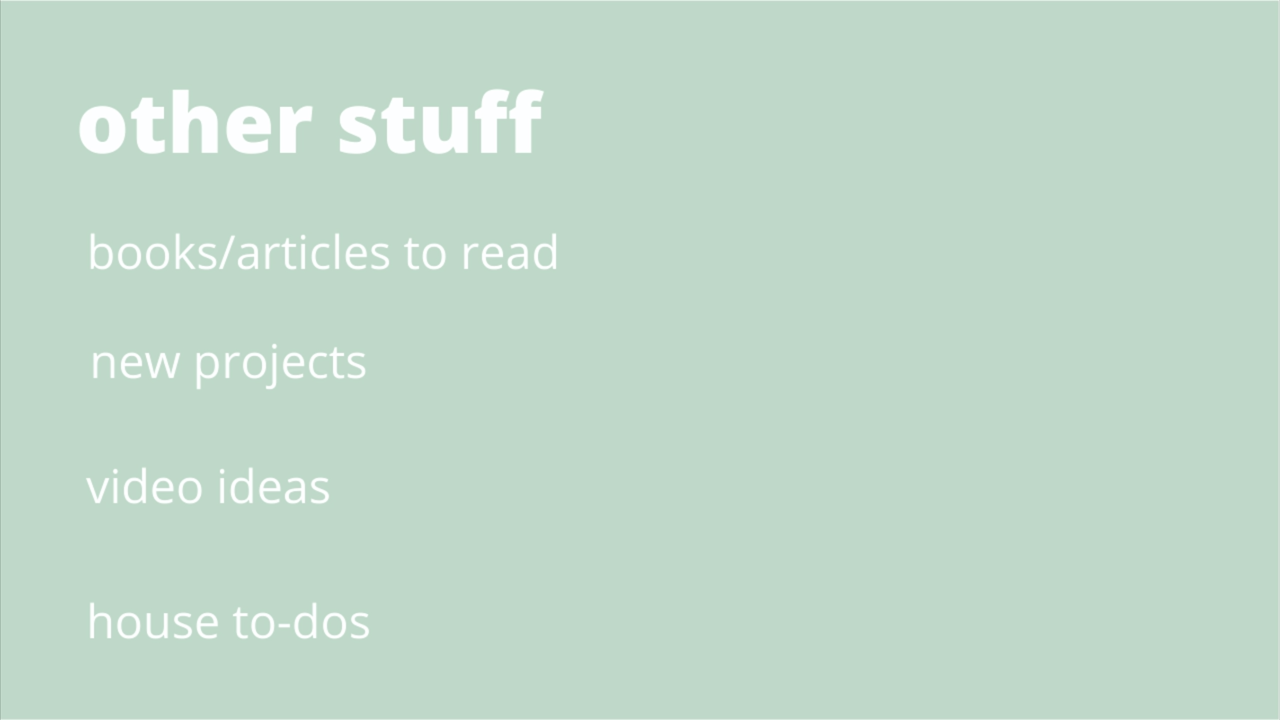 other stuff
books/articles to read
new projects
video ideas
house to-dos